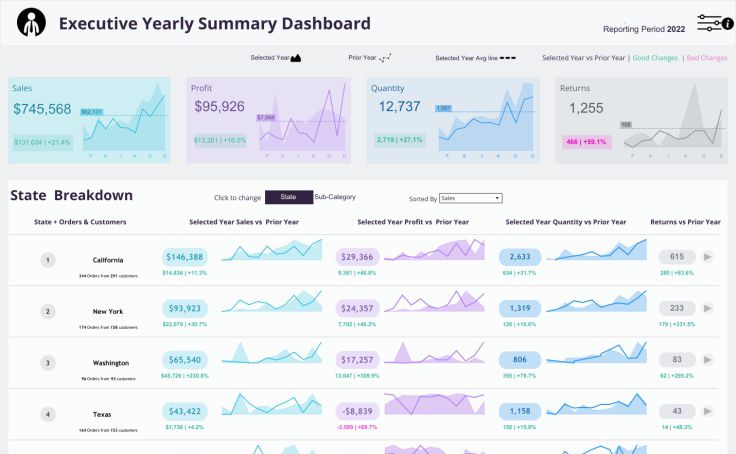 Executive Yearly Summary Dashboard
Reporting Period 2022
Selected Year
Prior Year
Selected Year Avg line
Selected Year vs Prior Year | Good Changes | Bad Changes
Sales
$745,568
$131,634 | +21.4%
$62,131
F A J A O D
Profit
$95,926
$13,261 | +16.0%
$7,994
F A J A O D
Quantity
12,737
2,719 | +27.1%
1,061
F A J A O D
Returns
1,255
466 | +59.1%
105
F A J A O D
State Breakdown
Click to change
State
Sub-Category
Sorted By
Sales
State + Orders & Customers
Selected Year Sales vs Prior Year
Selected Year Profit vs Prior Year
Selected Year Quantity vs Prior Year
Returns vs Prior Year
1
California
344 Orders from 291 customers
$146,388
$14,836 | +11.3%
$29,366
9,361 | +46.8%
2,633
634 | +31.7%
615
280 | +83.6%
2
New York
174 Orders from 158 customers
$93,923
$22,079 | +30.7%
$24,357
7,702 | +46.2%
1,319
126 | +10.6%
233
179 | +331.5%
3
Washington
96 Orders from 93 customers
$65,540
$45,728 | +230.8%
$17,257
13,047 | +309.9%
806
355 | +78.7%
83
62 | +295.2%
4
Texas
164 Orders from 153 customers
$43,422
$1,736 | +4.2%
-$8,839
-3,599 | +68.7%
1,158
158 | +15.8%
43
14 | +48.3%